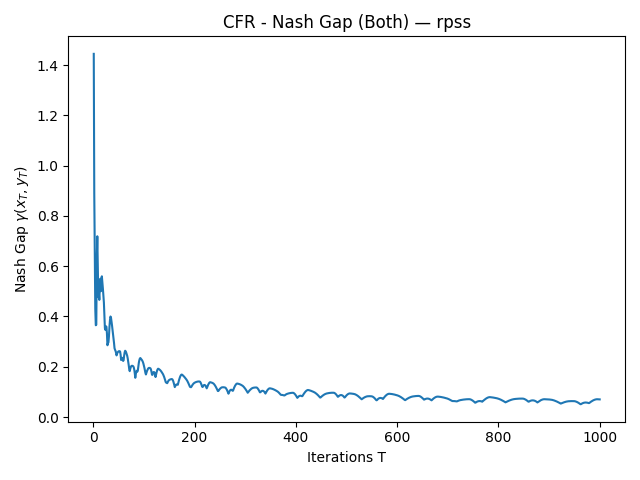 CFR - Nash Gap (Both) — rpss
1.4
1.2
1.0
0.8
0.6
0.4
0.2
0.0
Nash Gap γ(x_T, y_T)
0 200 400 600 800 1000
Iterations T